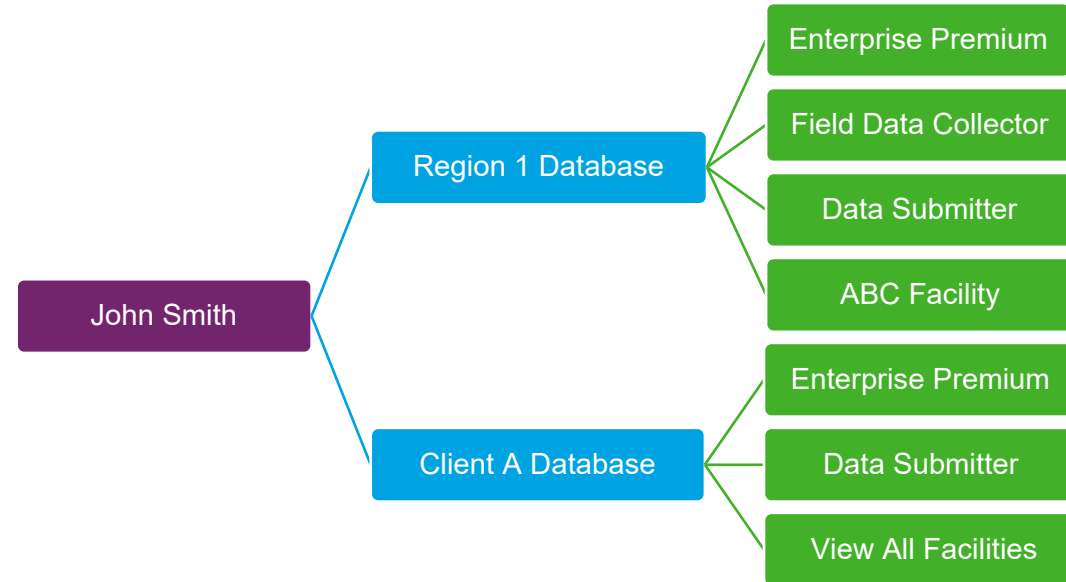 John Smith
Region 1 Database
Enterprise Premium
Field Data Collector
Data Submitter
ABC Facility
Client A Database
Enterprise Premium
Data Submitter
View All Facilities